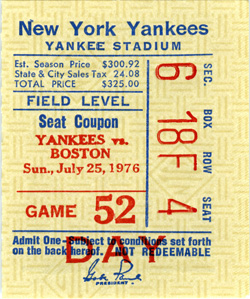 New York Yankees
YANKEE STADIUM
Est. Season Price $300.92
State & City Sales Tax 24.08
TOTAL PRICE $325.00
FIELD LEVEL
Seat Coupon
YANKEES vs.
BOSTON
Sun., July 25, 1976
GAME 52
6 SEC.
18F BOX ROW
4 SEAT
DAY
Admit One-Subject to conditions set forth
on the back hereof. NOT REDEEMABLE
PRESIDENT